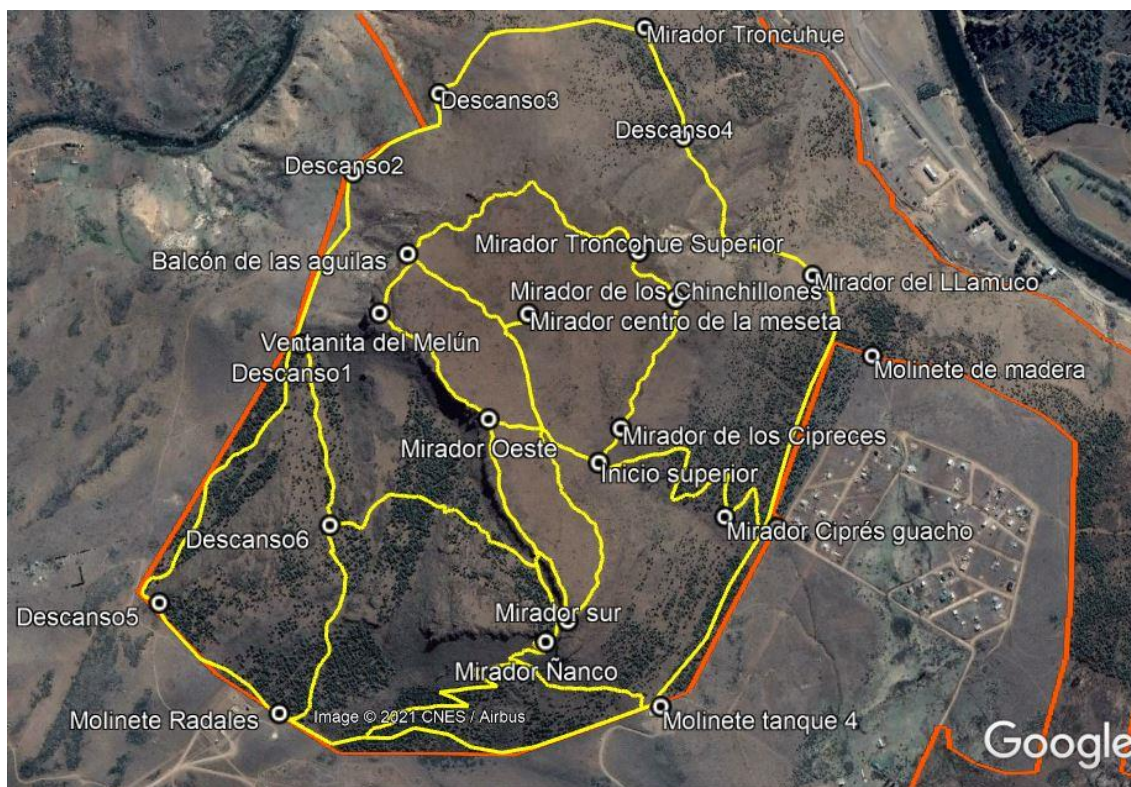 Mirador Troncuhue
Descanso3
Descanso4
Descanso2
Mirador Troncohue Superior
Balcón de las aguilas
Mirador del LLamuco
Mirador de los Chinchillones
Mirador centro de la meseta
Ventanita del Melún
Descanso1
Molinete de madera
Mirador de los Cipreces
Mirador Oeste
Inicio superior
Mirador Ciprés guacho
Descanso6
Descanso5
Mirador sur
Mirador Ñanco
Molinete Radales
Image © 2021 CNES / Airbus
Molinete tanque 4
Google